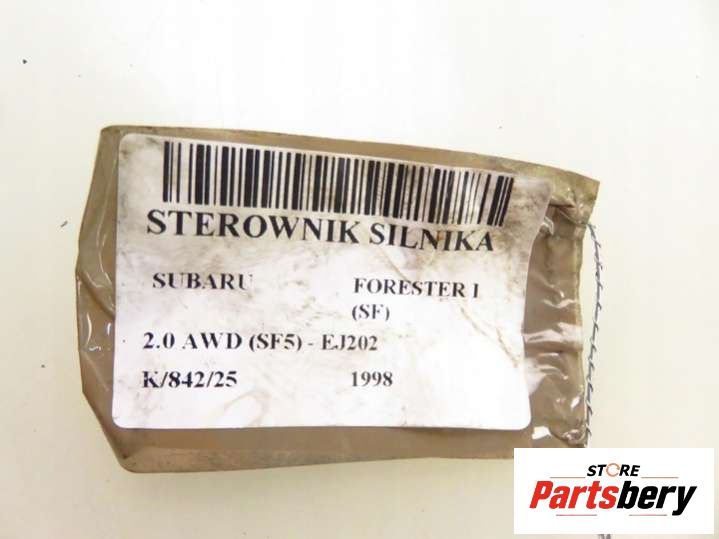 STEROWNIK SILNIKA
SUBARU FORESTER I
(SF)
2.0 AWD (SF5) - EJ202
K/842/25 1998
STORE
Partsbery